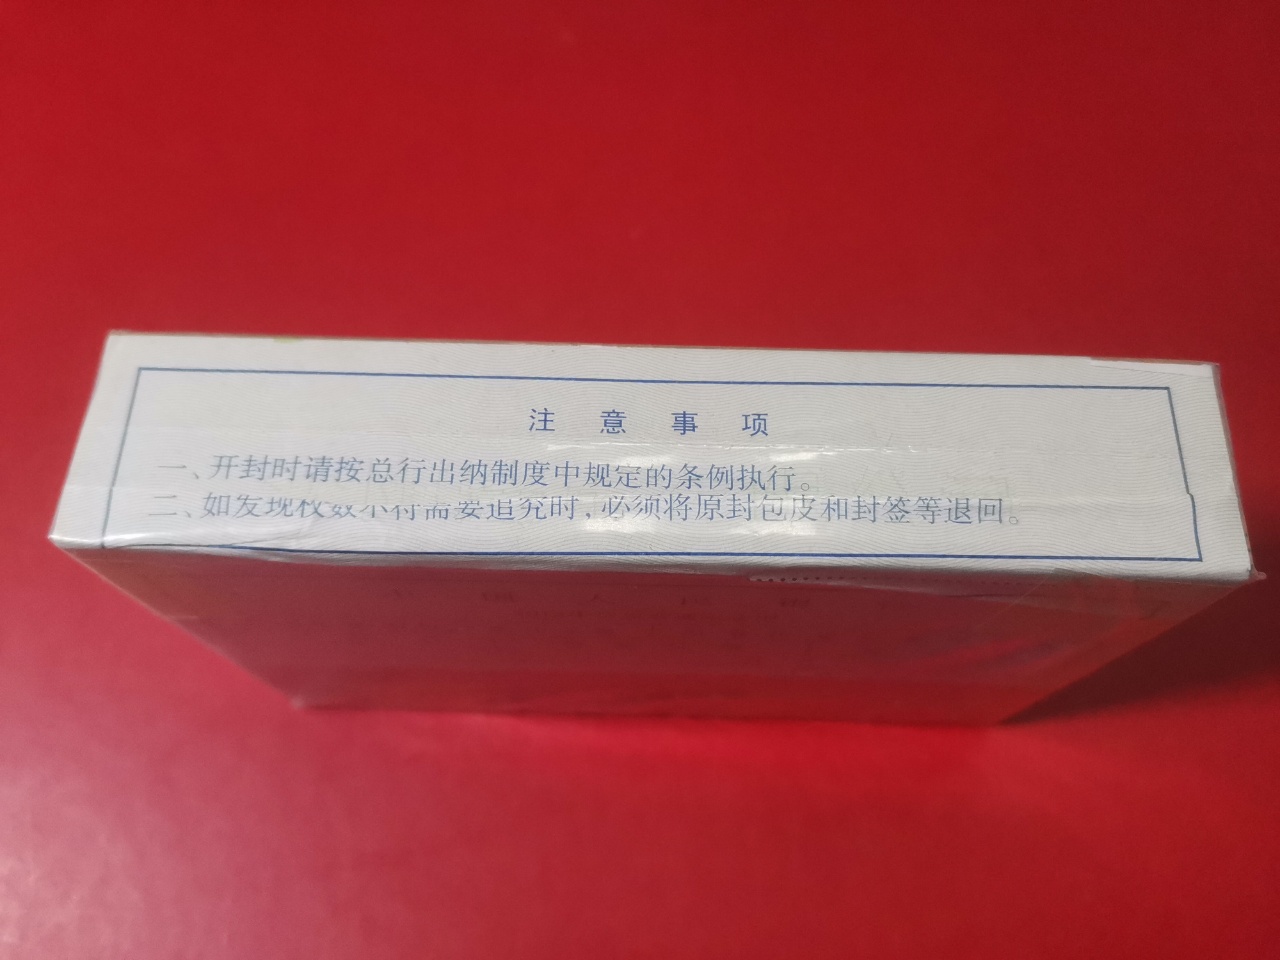 注意事项
一、开封时请按总行出纳制度中规定的条例执行。
二、如发现枚数不符需要追究时,必须将原封包皮和封签等退回。